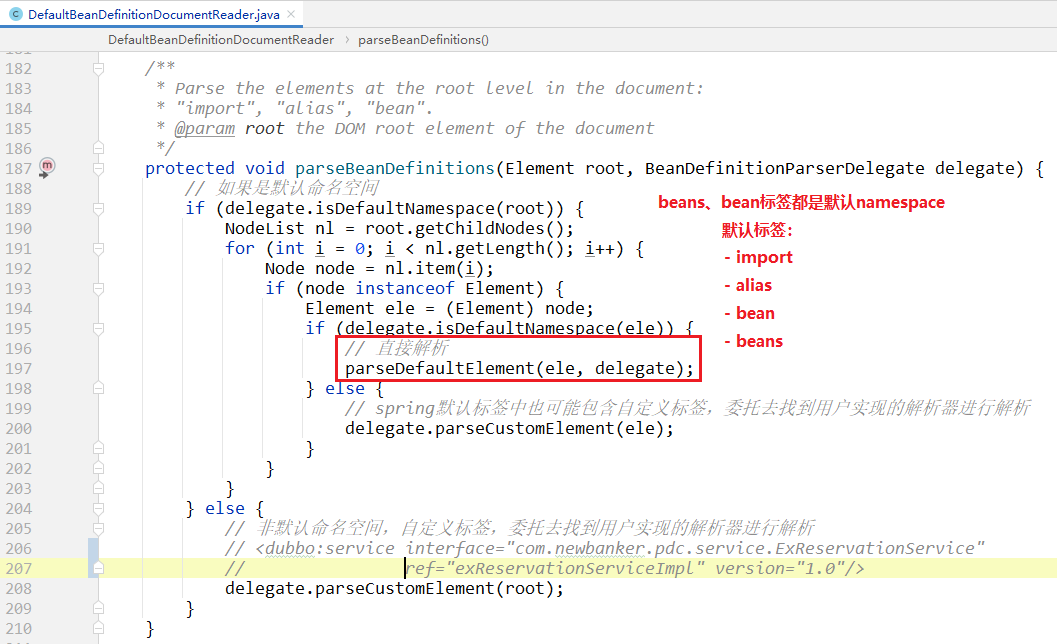 DefaultBeanDefinitionDocumentReader.java
DefaultBeanDefinitionDocumentReader > parseBeanDefinitions()
182 /**
183 * Parse the elements at the root level in the document:
184 * "import", "alias", "bean".
185 * @param root the DOM root element of the document
186 */
187 protected void parseBeanDefinitions(Element root, BeanDefinitionParserDelegate delegate) {
188 // 如果是默认命名空间
189 if (delegate.isDefaultNamespace(root)) {
beans、bean标签都是默认namespace
190 NodeList nl = root.getChildNodes();
默认标签:
191 for (int i = 0; i < nl.getLength(); i++) {
- import
192 Node node = nl.item(i);
193 if (node instanceof Element) {
- alias
194 Element ele = (Element) node;
- bean
195 if (delegate.isDefaultNamespace(ele)) {
- beans
196 // 直接解析
197 parseDefaultElement(ele, delegate);
198 } else {
199 // spring默认标签中也可能包含自定义标签，委托去找到用户实现的解析器进行解析
200 delegate.parseCustomElement(ele);
201 }
202 }
203 }
204 } else {
205 // 非默认命名空间，自定义标签，委托去找到用户实现的解析器进行解析
206 // <dubbo:service interface="com.newbanker.pdc.service.ExReservationService"
207 // ref="exReservationServiceImpl" version="1.0"/>
208 delegate.parseCustomElement(root);
209 }
210 }